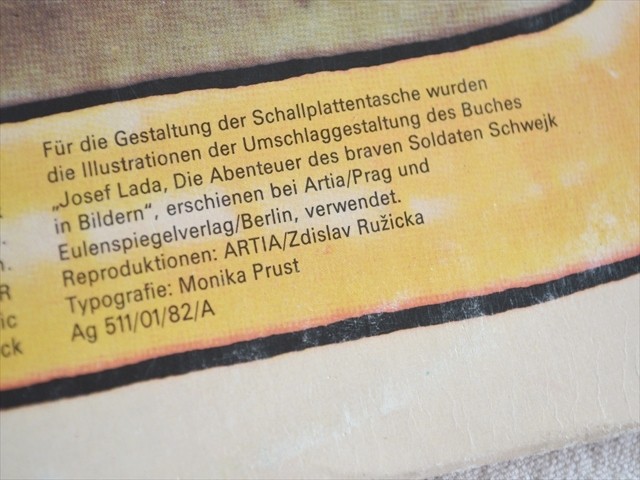 Für die Gestaltung der Schallplattentasche wurden
die Illustrationen der Umschlaggestaltung des Buches
„Josef Lada, Die Abenteuer des braven Soldaten Schwejk
in Bildern“, erschienen bei Artia/Prag und
Eulenspiegelverlag/Berlin, verwendet.
Reproduktionen: ARTIA/Zdislav Ružicka
Typografie: Monika Prust
Ag 511/01/82/A